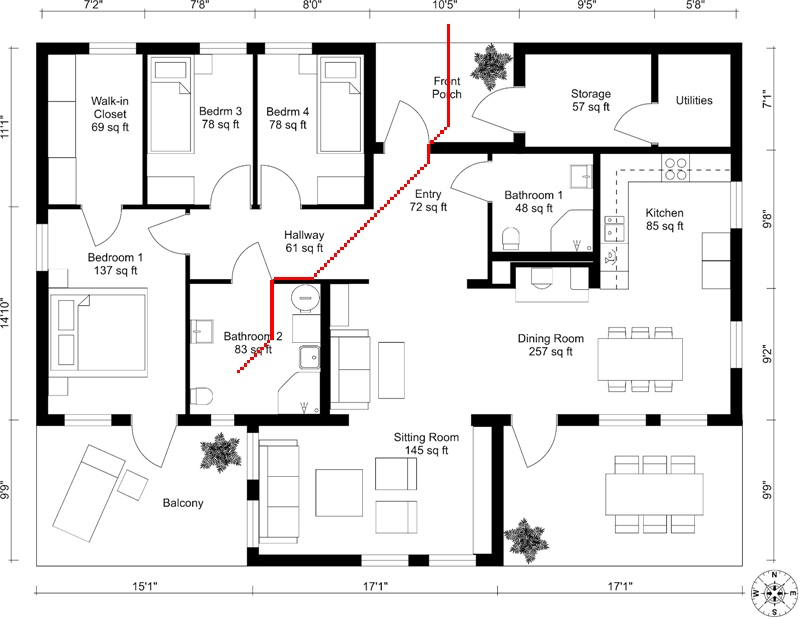 7'2"
7'8"
8'0"
10'5"
9'5"
5'8"
11'1"
14'10"
9'9"
7'1"
9'8"
9'2"
9'9"
Walk-in
Closet
69 sq ft
Bedrm 3
78 sq ft
Bedrm 4
78 sq ft
Front
Porch
Storage
57 sq ft
Utilities
Entry
72 sq ft
Bathroom 1
48 sq ft
Kitchen
85 sq ft
Hallway
61 sq ft
Bedroom 1
137 sq ft
Bathroom 2
83 sq ft
Dining Room
257 sq ft
Sitting Room
145 sq ft
Balcony
15'1"
17'1"
17'1"
N
W
E
S